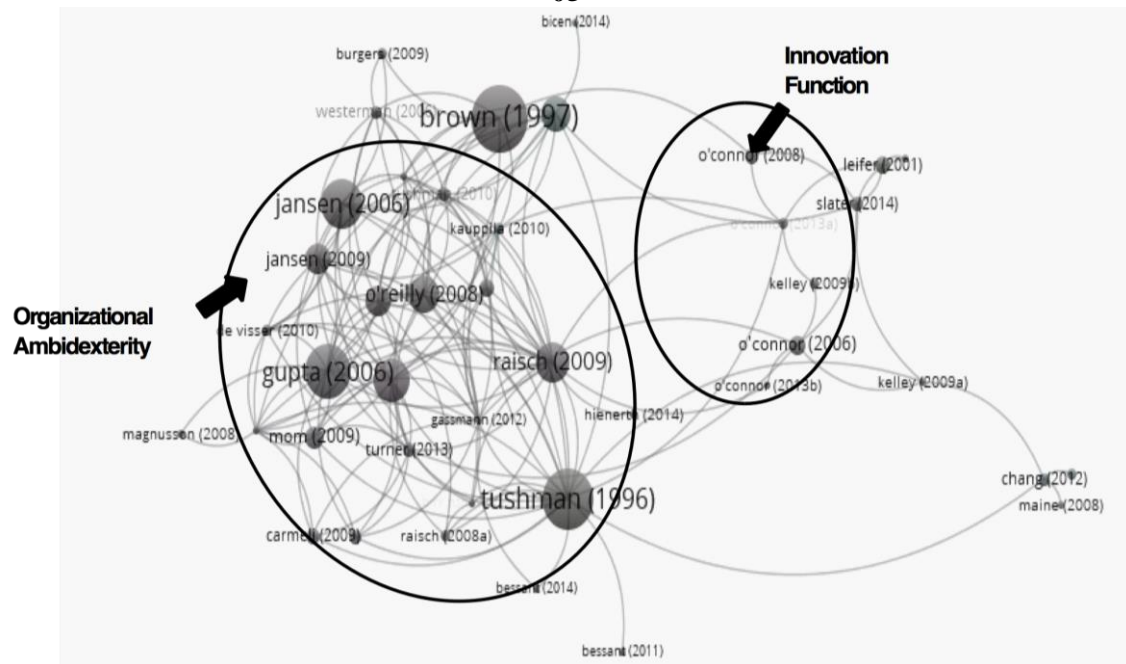 bicen (2014)
burgers (2009)
Innovation
Function
westerman (2006)
brown (1997)
o'connor (2008)
leifer (2001)
(2010)
jansen (2006)
slater (2014)
kauppila (2010)
o'connor (2013a)
jansen (2009)
kelley (2009b)
o'reilly (2008)
Organizational
Ambidexterity
de visser (2010)
o'connor (2006)
raisch (2009)
gupta (2006)
o'connor (2013b)
kelley (2009a)
gassmann (2012)
hienerth (2014)
magnusson (2008)
mom (2009)
turner (2013)
chang (2012)
tushman (1996)
maine (2008)
carmeli (2009)
raisch (2008a)
bessant (2014)
bessant (2011)